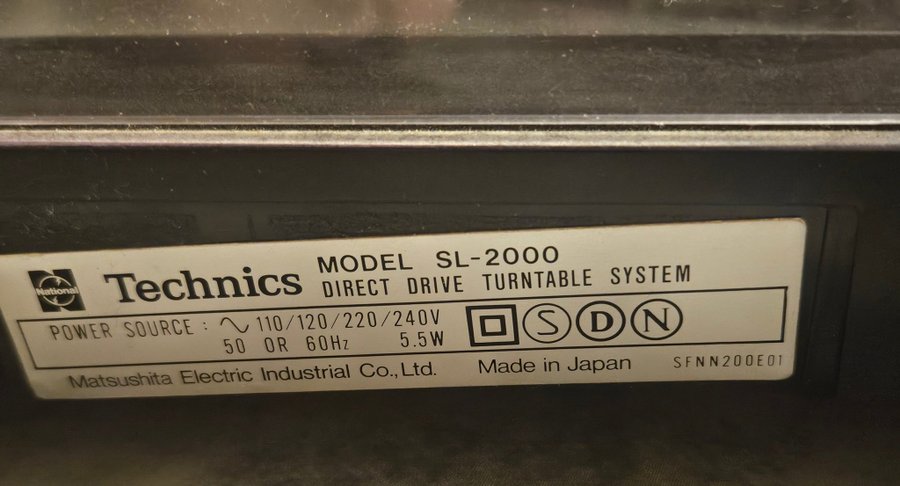 National
Technics
MODEL SL-2000
DIRECT DRIVE TURNTABLE SYSTEM
POWER SOURCE : ∿ 110/120/220/240V
50 OR 60Hz 5.5W
S D N
Matsushita Electric Industrial Co.,Ltd. Made in Japan SFNN200E01